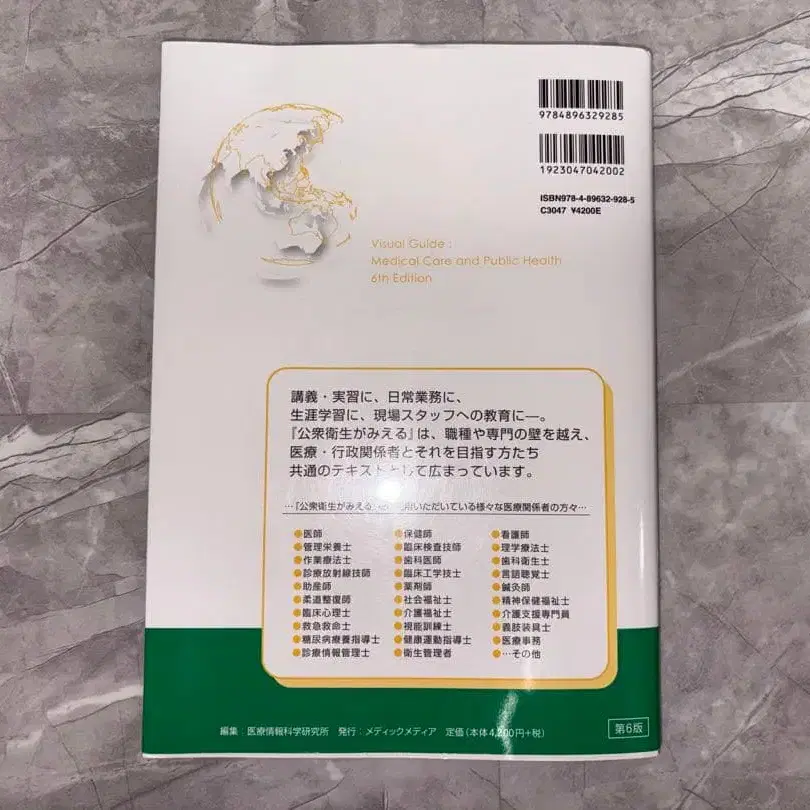 9784896329285
1923047042002
ISBN978-4-89632-928-5
C3047 ¥4200E
Visual Guide :
Medical Care and Public Health
6th Edition
講義・実習に、日常業務に、
生涯学習に、現場スタッフへの教育に―。
『公衆衛生がみえる』は、職種や専門の壁を越え、
医療・行政関係者とそれを目指す方たち
共通のテキストとして広まっています。
…『公衆衛生がみえる』 用いただいている様々な医療関係者の方々…
●医師 ●保健師 ●看護師
●管理栄養士 ●臨床検査技師 ●理学療法士
●作業療法士 ●歯科医師 ●歯科衛生士
●診療放射線技師 ●臨床工学技士 ●言語聴覚士
●助産師 ●薬剤師 ●鍼灸師
●柔道整復師 ●社会福祉士 ●精神保健福祉士
●臨床心理士 ●介護福祉士 ●介護支援専門員
●救急救命士 ●視能訓練士 ●義肢装具士
●糖尿病療養指導士 ●健康運動指導士 ●医療事務
●診療情報管理士 ●衛生管理者 ●…その他
編集：医療情報科学研究所 発行：メディックメディア 定価（本体4,200円+税）
第6版